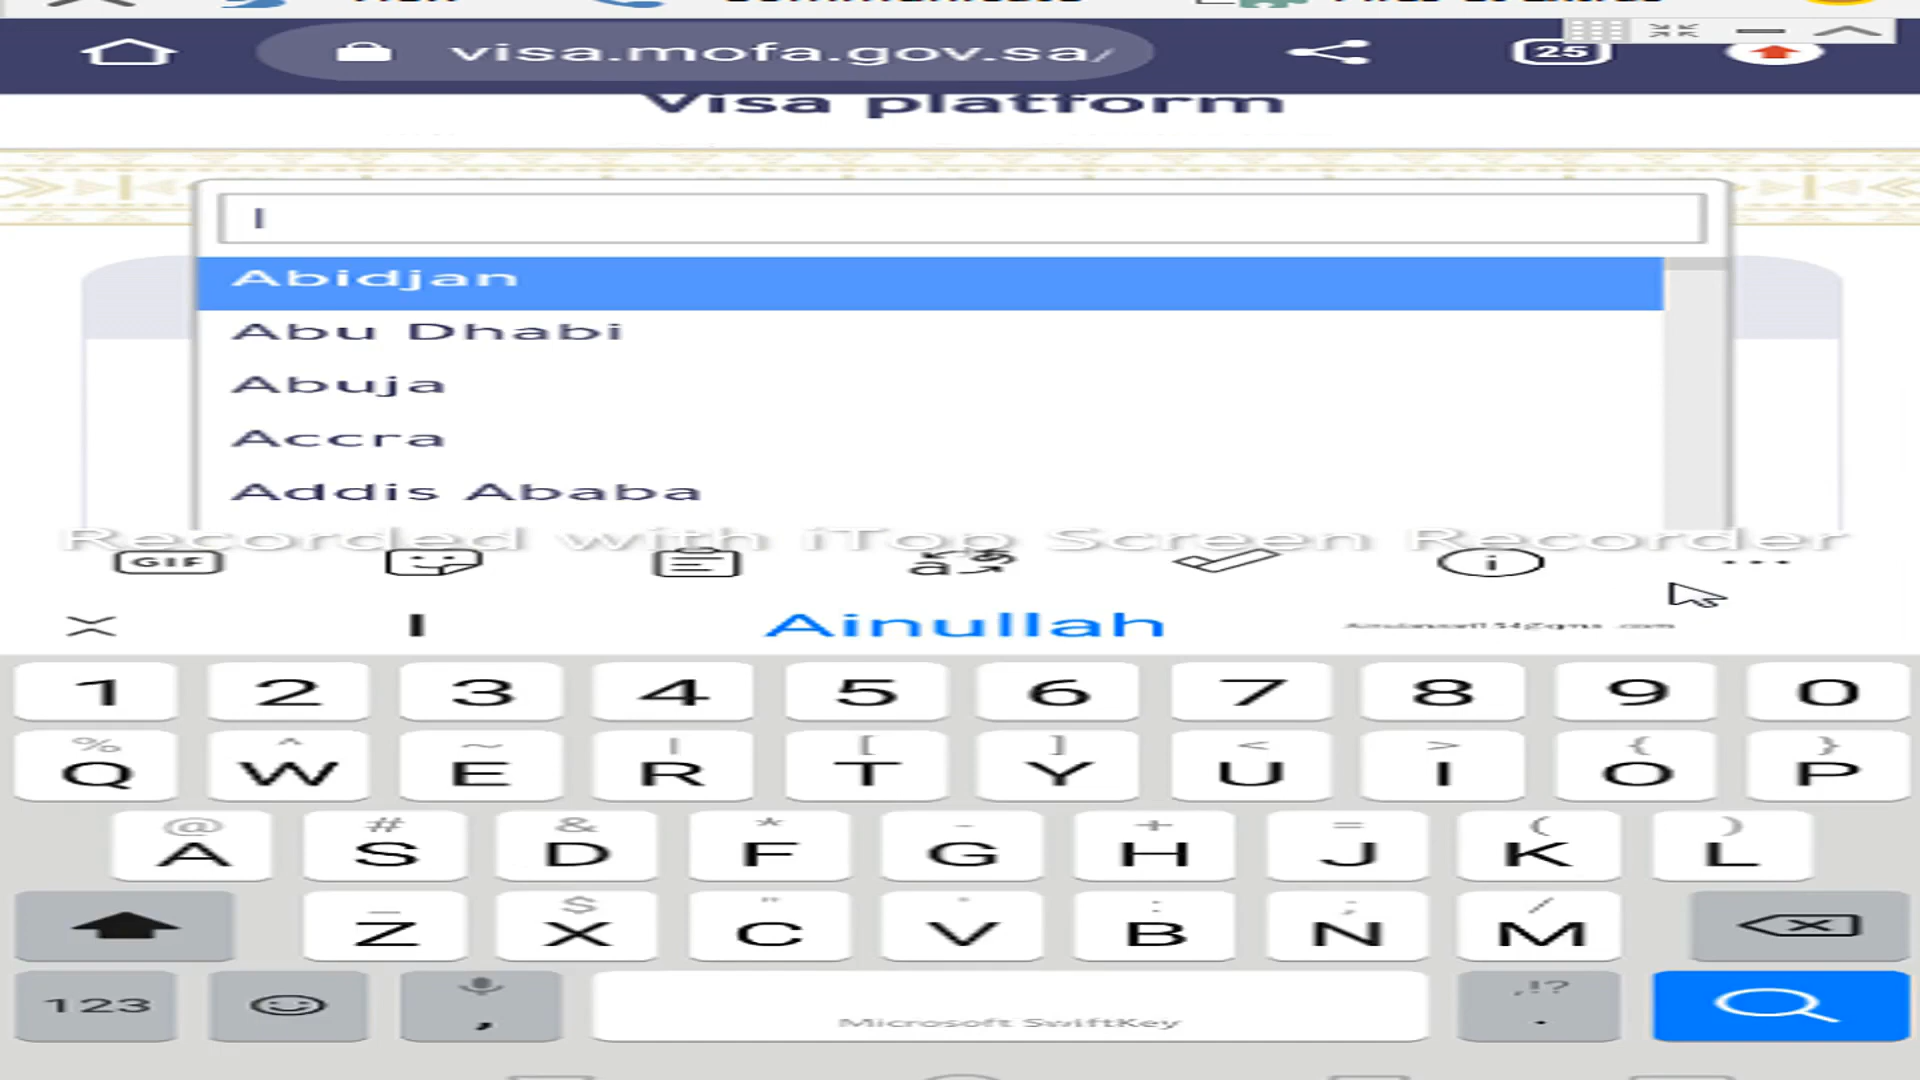 visa.mofa.gov.sa/
25
Visa platform
Abidjan
Abu Dhabi
Abuja
Accra
Addis Ababa
Recorded with iTop Screen Recorder
GIF
I Ainullah
1 2 3 4 5 6 7 8 9 0
% ^ ~ | [ ] < > { }
Q W E R T Y U I O P
@ # & * - + = ( )
A S D F G H J K L
_ $ " ' : ; /
Z X C V B N M
123 , Microsoft SwiftKey ,!? .